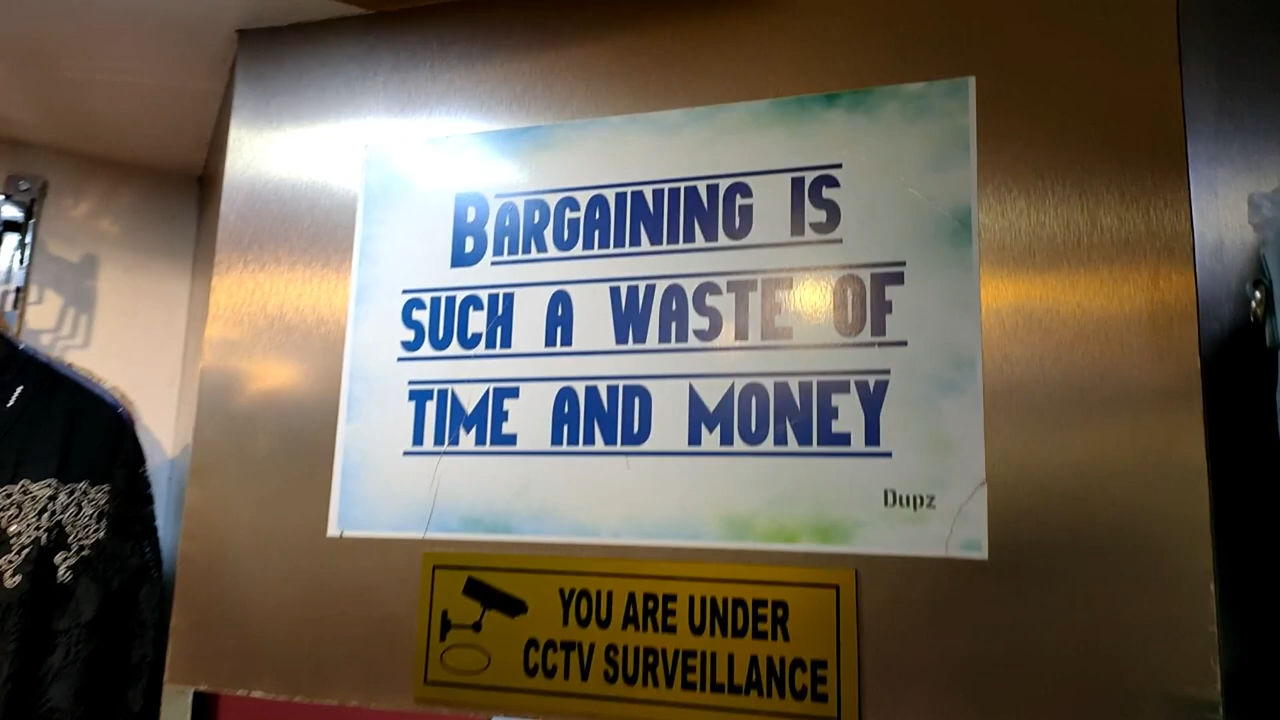 BARGAINING IS
SUCH A WASTE OF
TIME AND MONEY
Dupz
YOU ARE UNDER
CCTV SURVEILLANCE